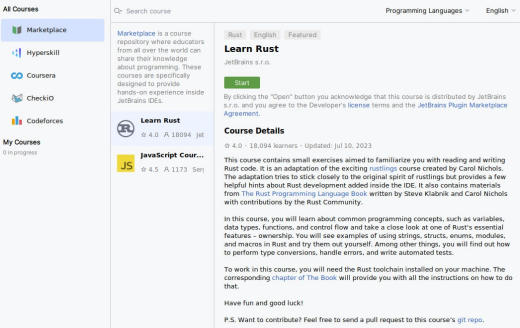 All Courses
Marketplace
Hyperskill
Coursera
CheckiO
Codeforces
My Courses
0 in progress
Search course
Programming Languages
English
Marketplace is a course
repository where educators
from all over the world can
share their knowledge
about programming. These
courses are specifically
designed to provide
hands-on experience inside
JetBrains IDEs.
Learn Rust
☆ 4.0 18094 Jet
JS
JavaScript Cour...
☆ 4.5 1173 Serj
Rust English Featured
Learn Rust
JetBrains s.r.o.
Start
By clicking the "Open" button you acknowledge that this course is distributed by JetBrains
s.r.o. and you agree to the Developer's license terms and the JetBrains Plugin Marketplace
Agreement.
Course Details
☆ 4.0 · 18,094 learners · Updated: Jul 10, 2023
This course contains small exercises aimed to familiarize you with reading and writing
Rust code. It is an adaptation of the exciting rustlings course created by Carol Nichols.
The adaptation tries to stick closely to the original spirit of rustlings but provides a few
helpful hints about Rust development added inside the IDE. It also contains materials
from The Rust Programming Language Book written by Steve Klabnik and Carol Nichols
with contributions by the Rust Community.
In this course, you will learn about common programming concepts, such as variables,
data types, functions, and control flow and take a close look at one of Rust's essential
features – ownership. You will see examples of using strings, structs, enums, modules,
and macros in Rust and try them out yourself. Among other things, you will find out how
to perform type conversions, handle errors, and write automated tests.
To work in this course, you will need the Rust toolchain installed on your machine. The
corresponding chapter of The Book will provide you with all the instructions on how to do
that.
Have fun and good luck!
P.S. Want to contribute? Feel free to send a pull request to this course's git repo.